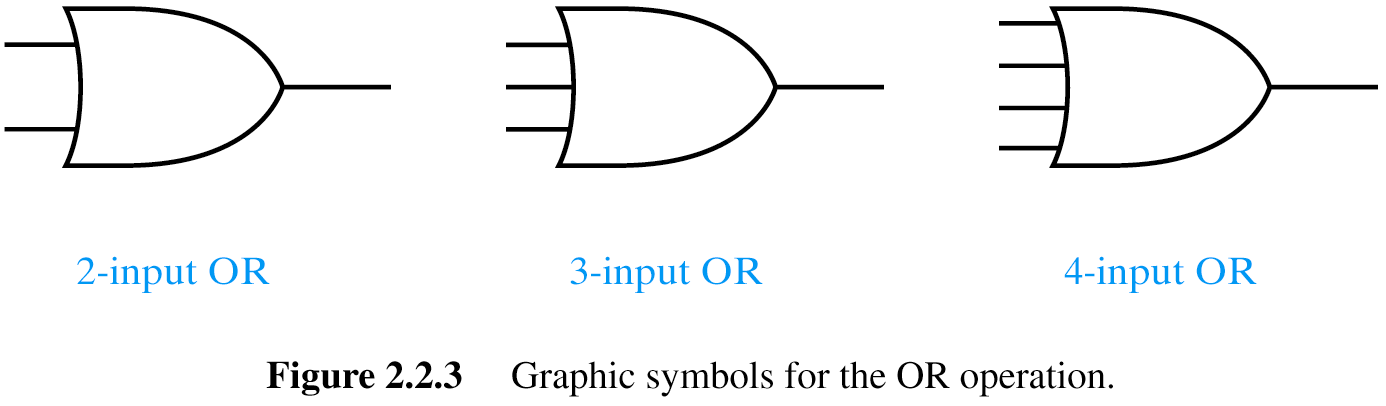 2-input OR 3-input OR 4-input OR
Figure 2.2.3 Graphic symbols for the OR operation.